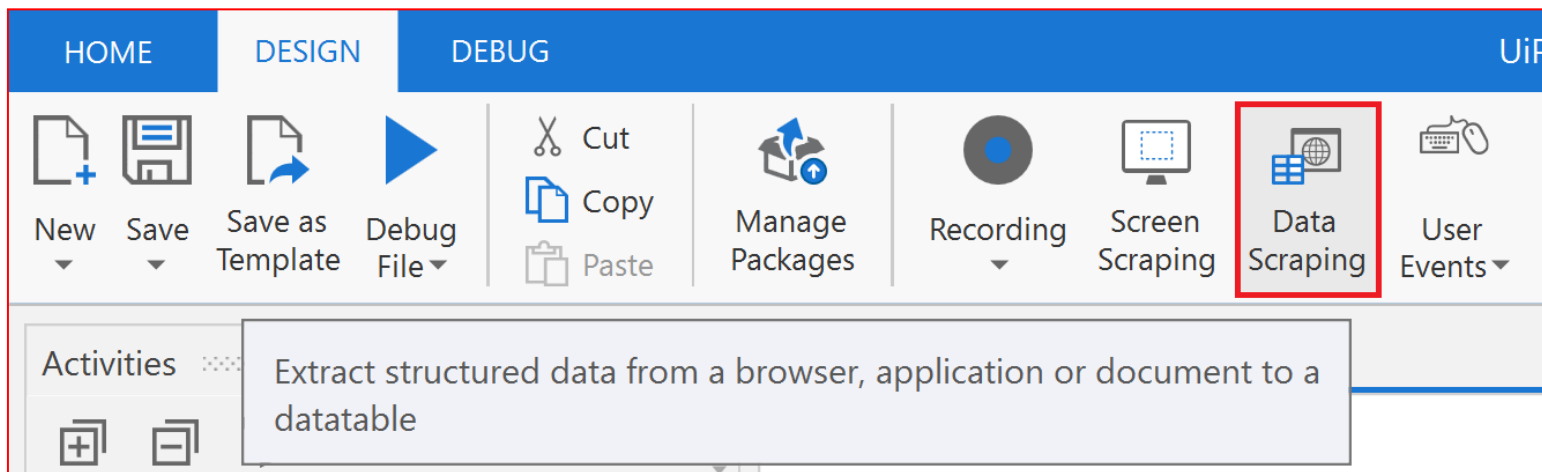 HOME DESIGN DEBUG UiP
New
Save
Save as
Template
Debug
File
Cut
Copy
Paste
Manage
Packages
Recording
Screen
Scraping
Data
Scraping
User
Events
Activities
Extract structured data from a browser, application or document to a
datatable